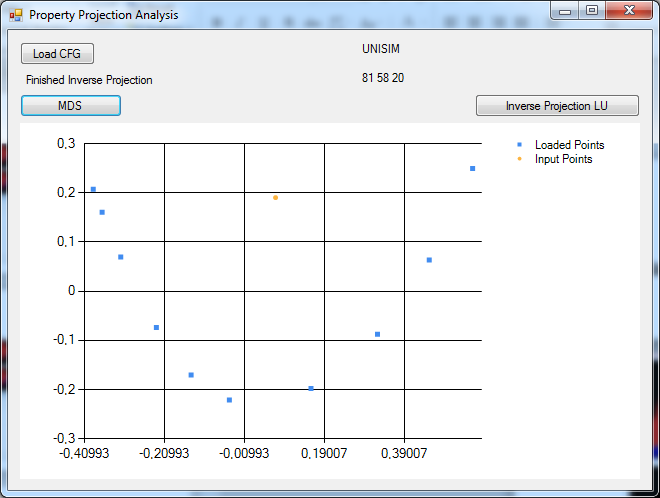 Property Projection Analysis
Load CFG
UNISIM
Finished Inverse Projection
81 58 20
MDS
Inverse Projection LU
Loaded Points
Input Points
0,3
0,2
0,1
0
-0,1
-0,2
-0,3
-0,40993 -0,20993 -0,00993 0,19007 0,39007